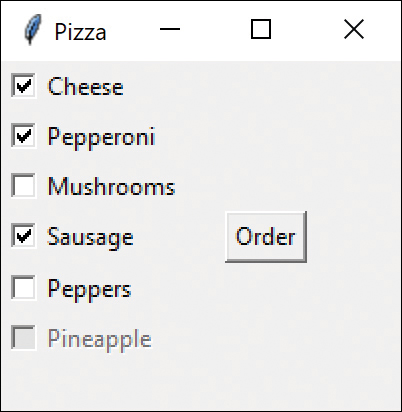 Pizza
Cheese
Pepperoni
Mushrooms
Sausage
Order
Peppers
Pineapple